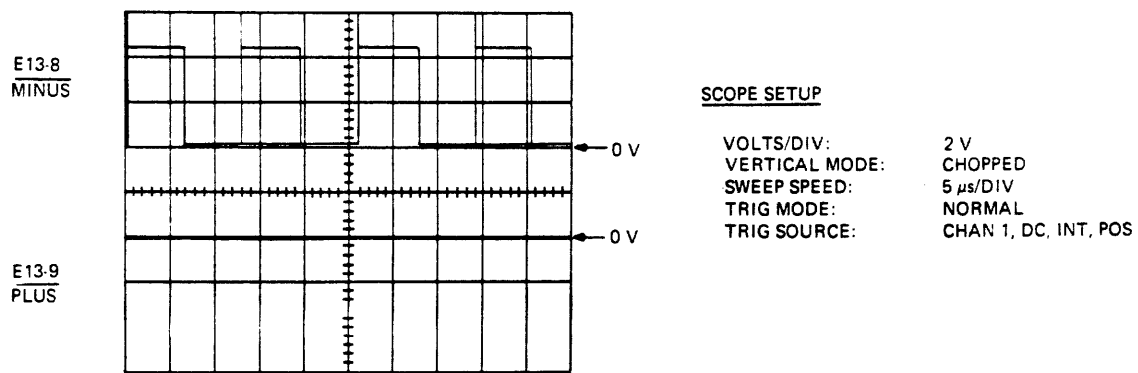 E13-8
MINUS
0 V
0 V
E13-9
PLUS
SCOPE SETUP
VOLTS/DIV: 2 V
VERTICAL MODE: CHOPPED
SWEEP SPEED: 5 µs/DIV
TRIG MODE: NORMAL
TRIG SOURCE: CHAN 1, DC, INT, POS